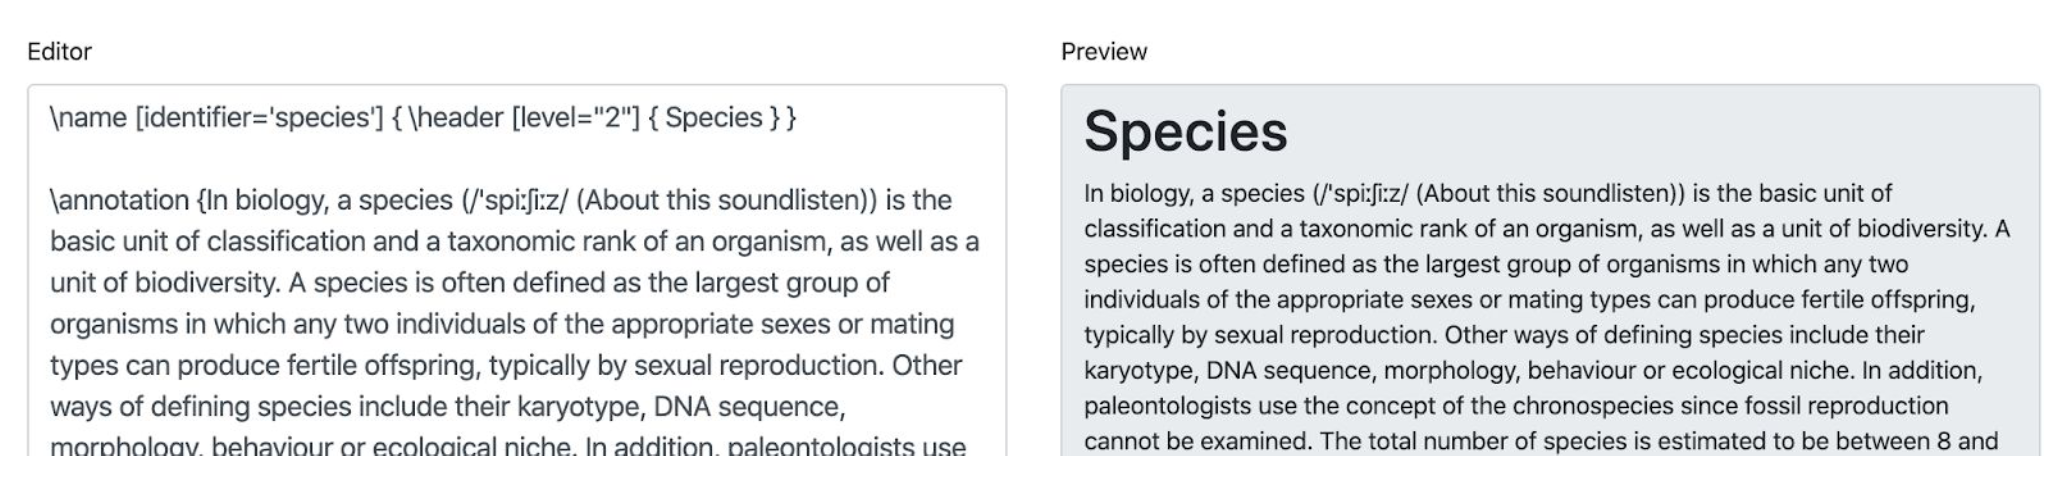 Editor
\name [identifier='species'] { \header [level="2"] { Species } }
\annotation {In biology, a species (/'spi:ʃi:z/ (About this soundlisten)) is the
basic unit of classification and a taxonomic rank of an organism, as well as a
unit of biodiversity. A species is often defined as the largest group of
organisms in which any two individuals of the appropriate sexes or mating
types can produce fertile offspring, typically by sexual reproduction. Other
ways of defining species include their karyotype, DNA sequence,
morphology, behaviour or ecological niche. In addition, paleontologists use
Preview
Species
In biology, a species (/'spi:ʃi:z/ (About this soundlisten)) is the basic unit of
classification and a taxonomic rank of an organism, as well as a unit of biodiversity. A
species is often defined as the largest group of organisms in which any two
individuals of the appropriate sexes or mating types can produce fertile offspring,
typically by sexual reproduction. Other ways of defining species include their
karyotype, DNA sequence, morphology, behaviour or ecological niche. In addition,
paleontologists use the concept of the chronospecies since fossil reproduction
cannot be examined. The total number of species is estimated to be between 8 and